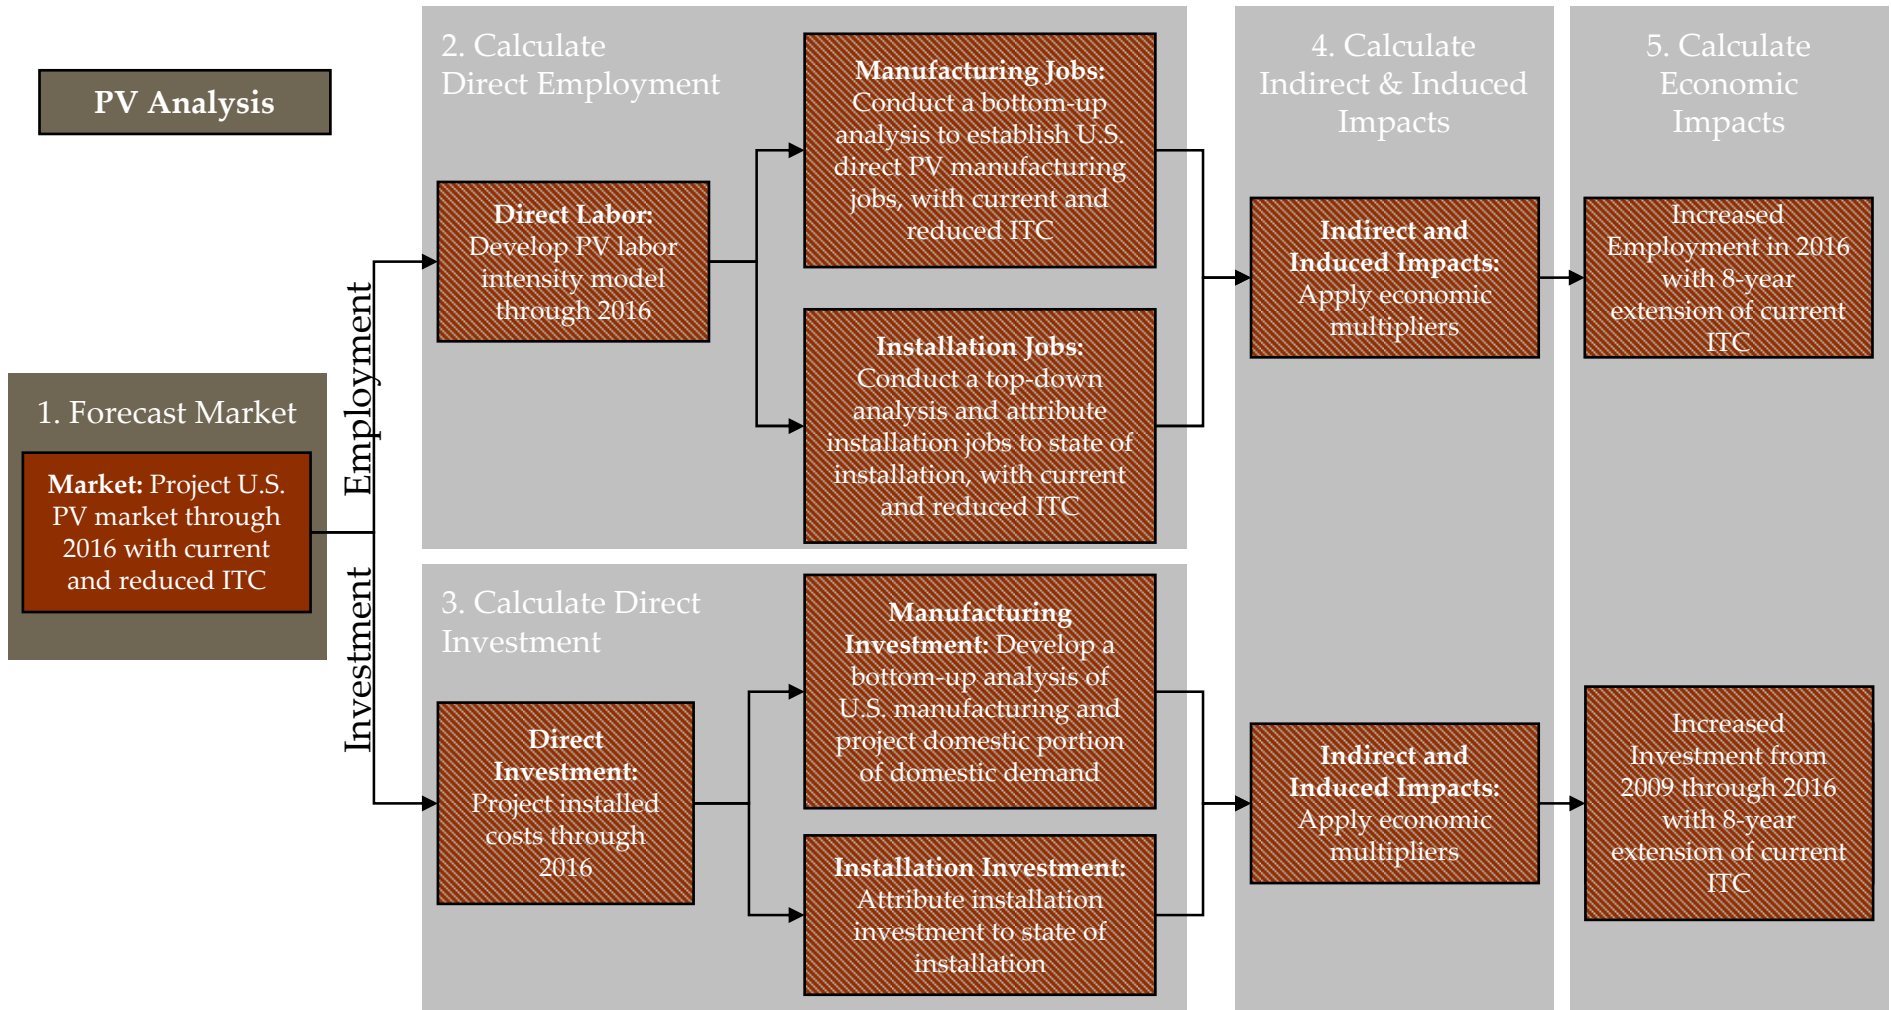 PV Analysis
1. Forecast Market
Market: Project U.S.
PV market through
2016 with current
and reduced ITC
Employment
Investment
2. Calculate
Direct Employment
Direct Labor:
Develop PV labor
intensity model
through 2016
Manufacturing Jobs:
Conduct a bottom-up
analysis to establish U.S.
direct PV manufacturing
jobs, with current and
reduced ITC
Installation Jobs:
Conduct a top-down
analysis and attribute
installation jobs to state of
installation, with current
and reduced ITC
3. Calculate Direct
Investment
Direct
Investment:
Project installed
costs through
2016
Manufacturing
Investment: Develop a
bottom-up analysis of
U.S. manufacturing and
project domestic portion
of domestic demand
Installation Investment:
Attribute installation
investment to state of
installation
4. Calculate
Indirect & Induced
Impacts
Indirect and
Induced Impacts:
Apply economic
multipliers
Indirect and
Induced Impacts:
Apply economic
multipliers
5. Calculate
Economic
Impacts
Increased
Employment in 2016
with 8-year
extension of current
ITC
Increased
Investment from
2009 through 2016
with 8-year
extension of current
ITC